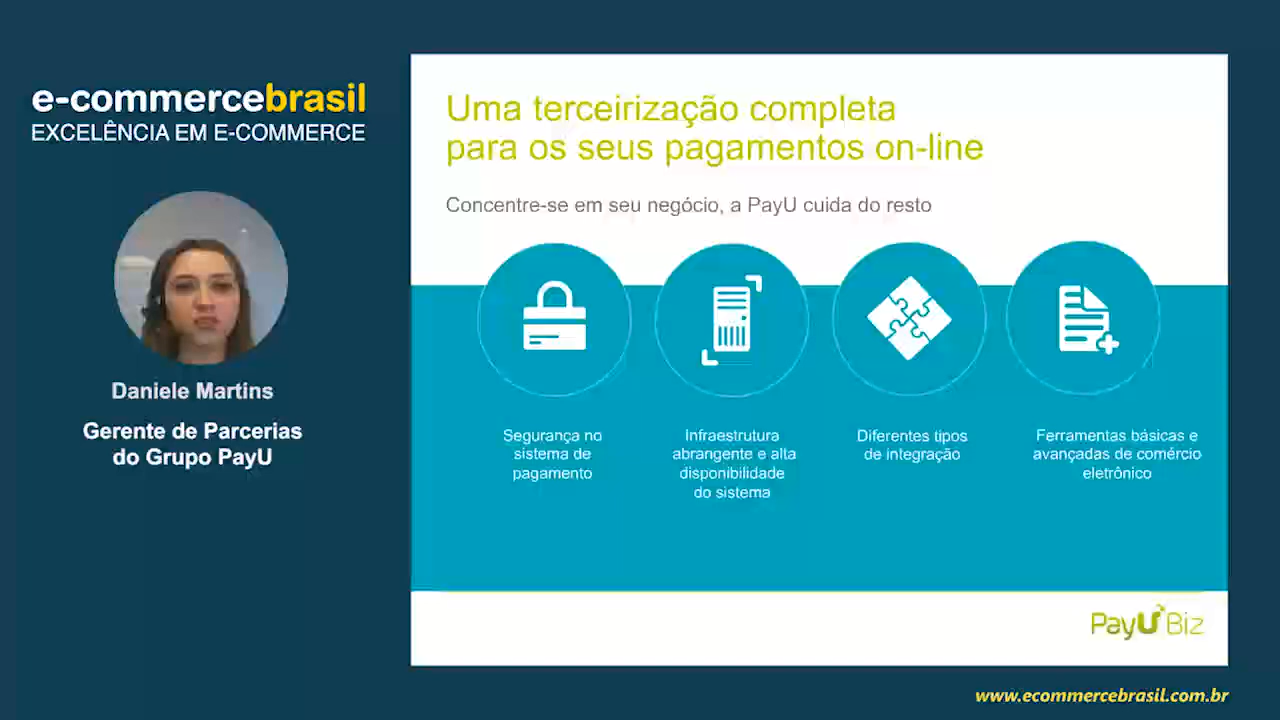 e-commercebrasil
EXCELÊNCIA EM E-COMMERCE
Daniele Martins
Gerente de Parcerias
do Grupo PayU
Uma terceirização completa
para os seus pagamentos on-line
Concentre-se em seu negócio, a PayU cuida do resto
Segurança no
sistema de
pagamento
Infraestrutura
abrangente e alta
disponibilidade
do sistema
Diferentes tipos
de integração
Ferramentas básicas e
avançadas de comércio
eletrônico
PayU Biz
www.ecommercebrasil.com.br